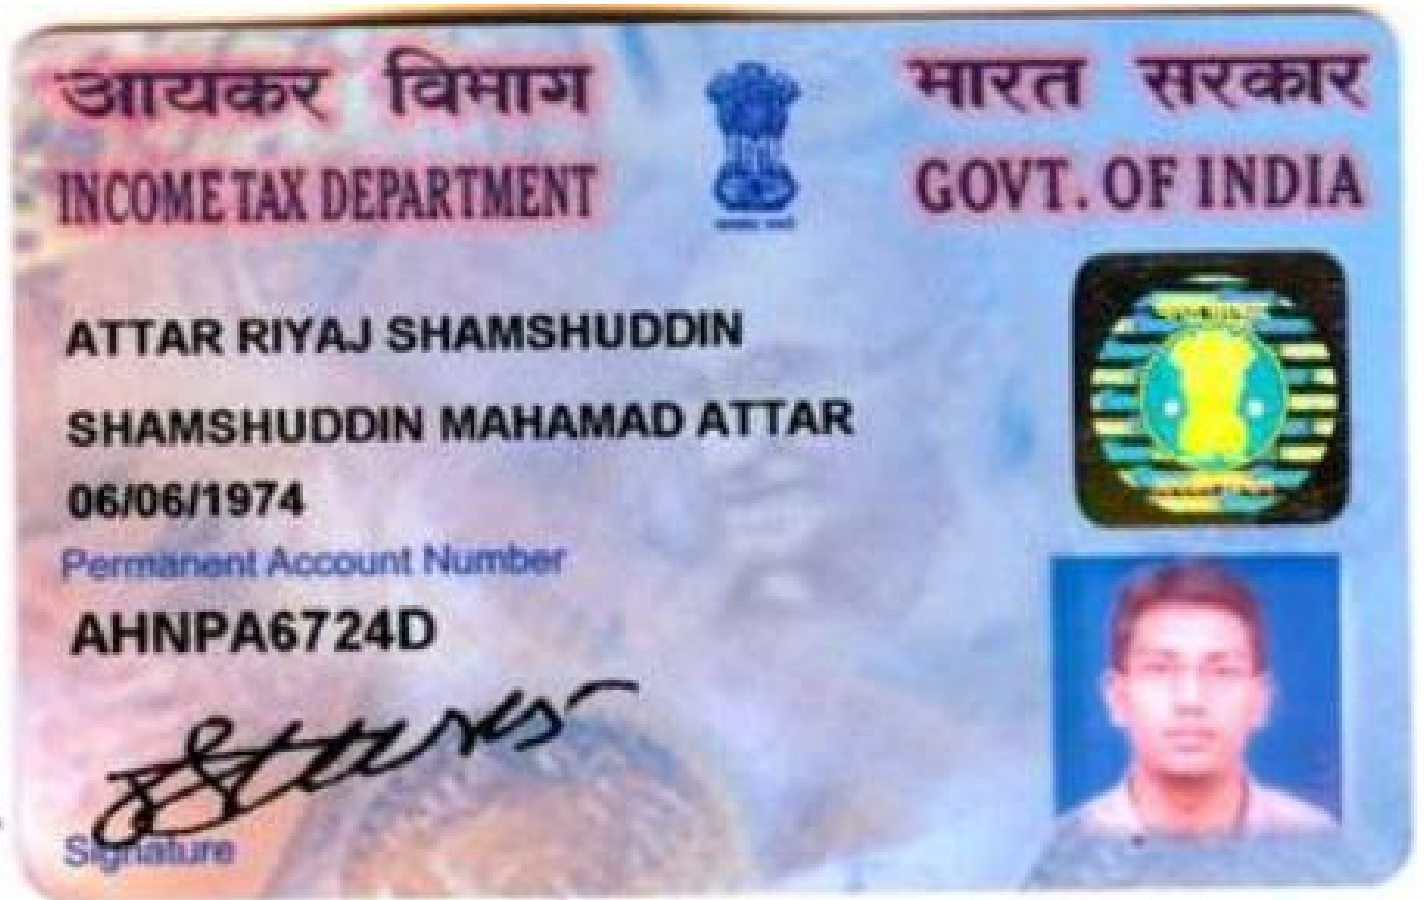 आयकर विभाग
भारत सरकार
INCOME TAX DEPARTMENT
GOVT. OF INDIA
ATTAR RIYAJ SHAMSHUDDIN
SHAMSHUDDIN MAHAMAD ATTAR
06/06/1974
Permanent Account Number
AHNPA6724D
Signature